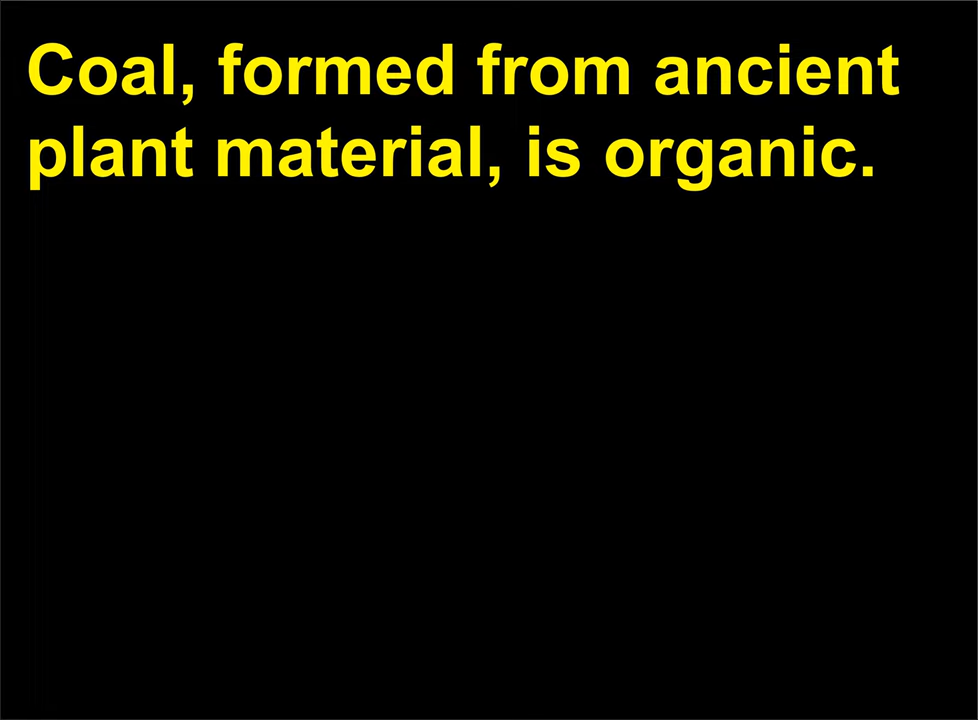 Coal, formed from ancient
plant material, is organic.